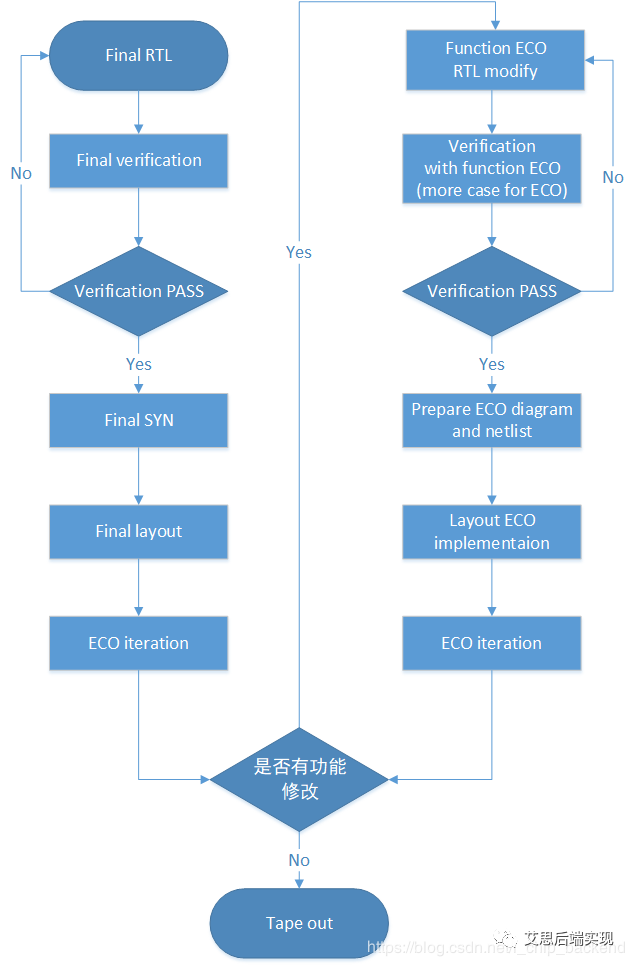 Final RTL
Final verification
No
Verification PASS
Yes
Final SYN
Final layout
ECO iteration
Yes
Function ECO
RTL modify
Verification
with function ECO
(more case for ECO)
No
Verification PASS
Yes
Prepare ECO diagram
and netlist
Layout ECO
implementaion
ECO iteration
是否有功能
修改
No
Tape out
艾思后端实现
https://blog.csdn.net/_chip_backend